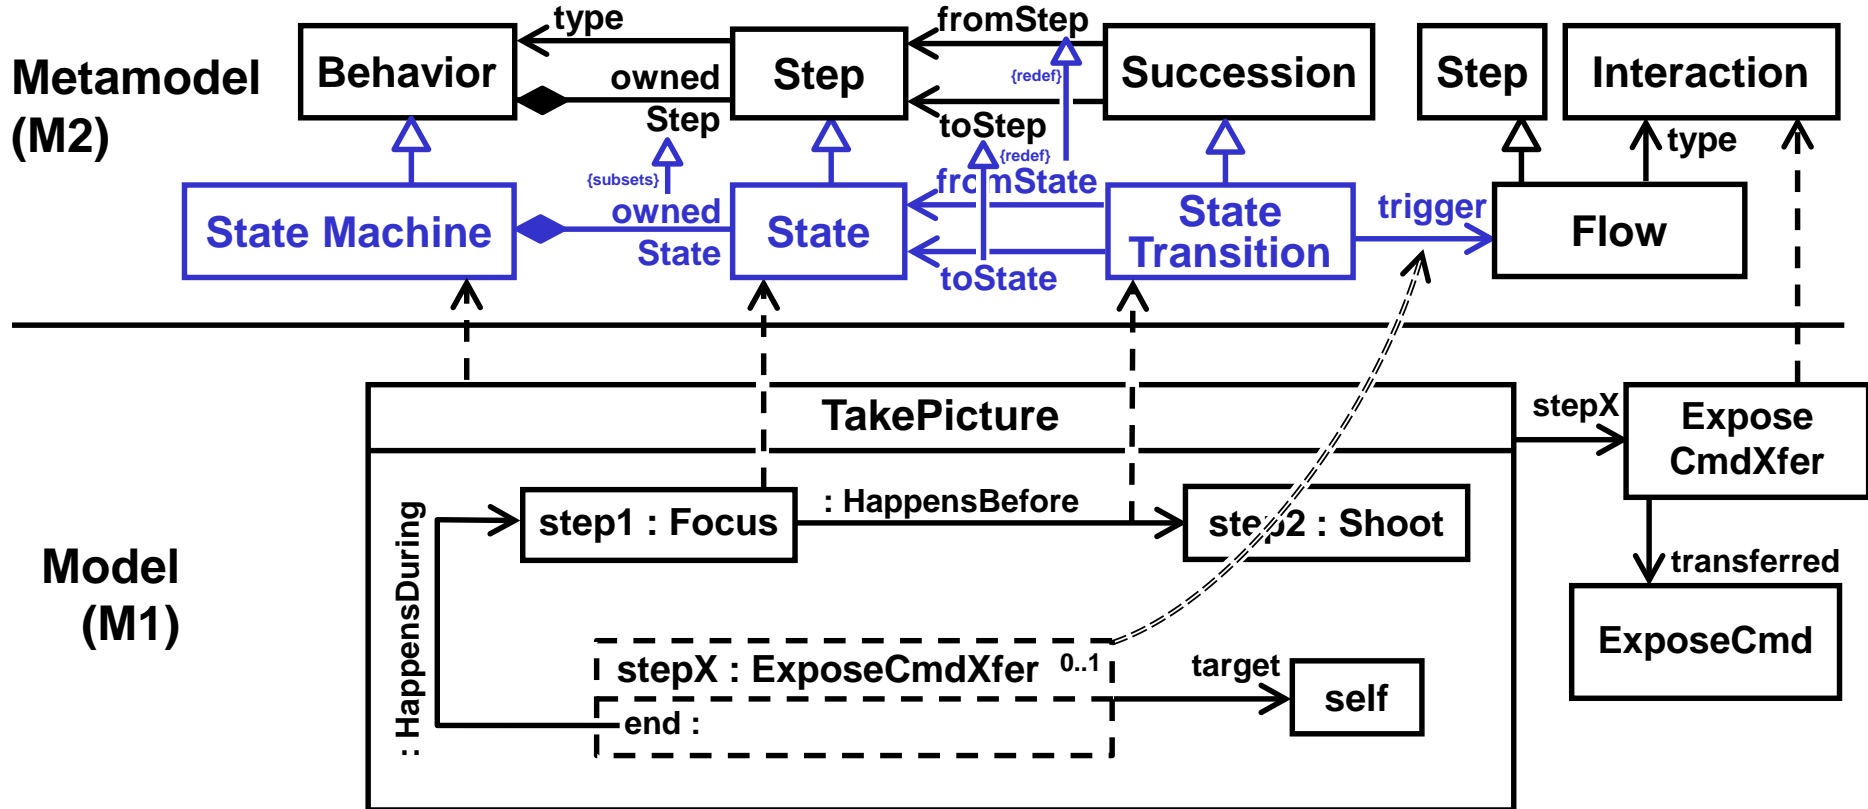 type
fromStep
Metamodel
(M2)
Behavior
owned
Step
Step
{redef}
Succession
Step
Interaction
toStep
{redef}
type
{subsets}
State Machine
owned
State
State
fromState
toState
State
Transition
trigger
Flow
TakePicture
stepX
Expose
CmdXfer
Model
(M1)
: HappensDuring
step1 : Focus
: HappensBefore
step2 : Shoot
transferred
ExposeCmd
stepX : ExposeCmdXfer 0..1
end :
target
self